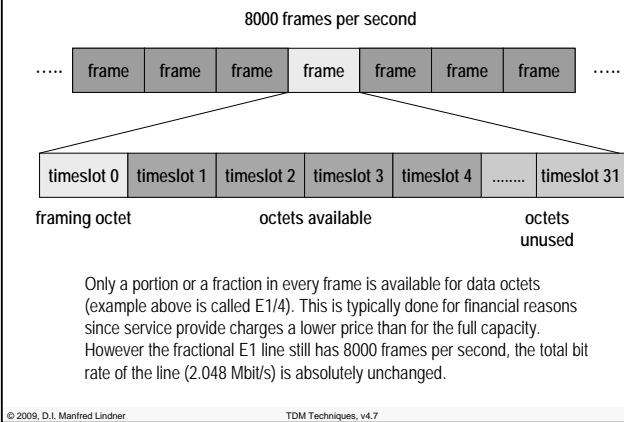 8000 frames per second
..... frame frame frame frame frame frame frame .....
timeslot 0 timeslot 1 timeslot 2 timeslot 3 timeslot 4 ........ timeslot 31
framing octet octets available octets
unused
Only a portion or a fraction in every frame is available for data octets
(example above is called E1/4). This is typically done for financial reasons
since service provide charges a lower price than for the full capacity.
However the fractional E1 line still has 8000 frames per second, the total bit
rate of the line (2.048 Mbit/s) is absolutely unchanged.
© 2009, D.I. Manfred Lindner TDM Techniques, v4.7